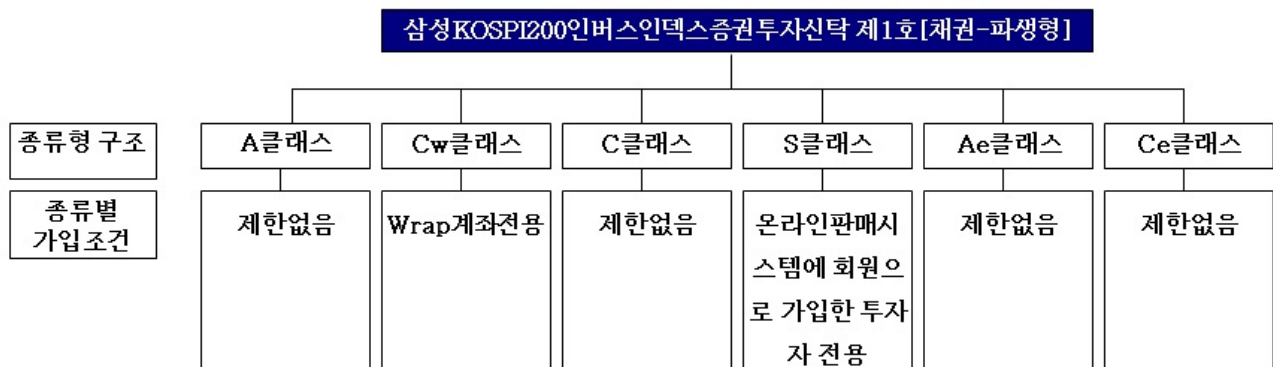 삼성KOSPI200인버스인덱스증권투자신탁 제1호[채권-파생형]
종류형 구조
A클래스
Cw클래스
C클래스
S클래스
Ae클래스
Ce클래스
종류별
가입조건
제한없음
Wrap계좌전용
제한없음
온라인판매시
스템에 회원으
로 가입한 투자
자 전용
제한없음
제한없음